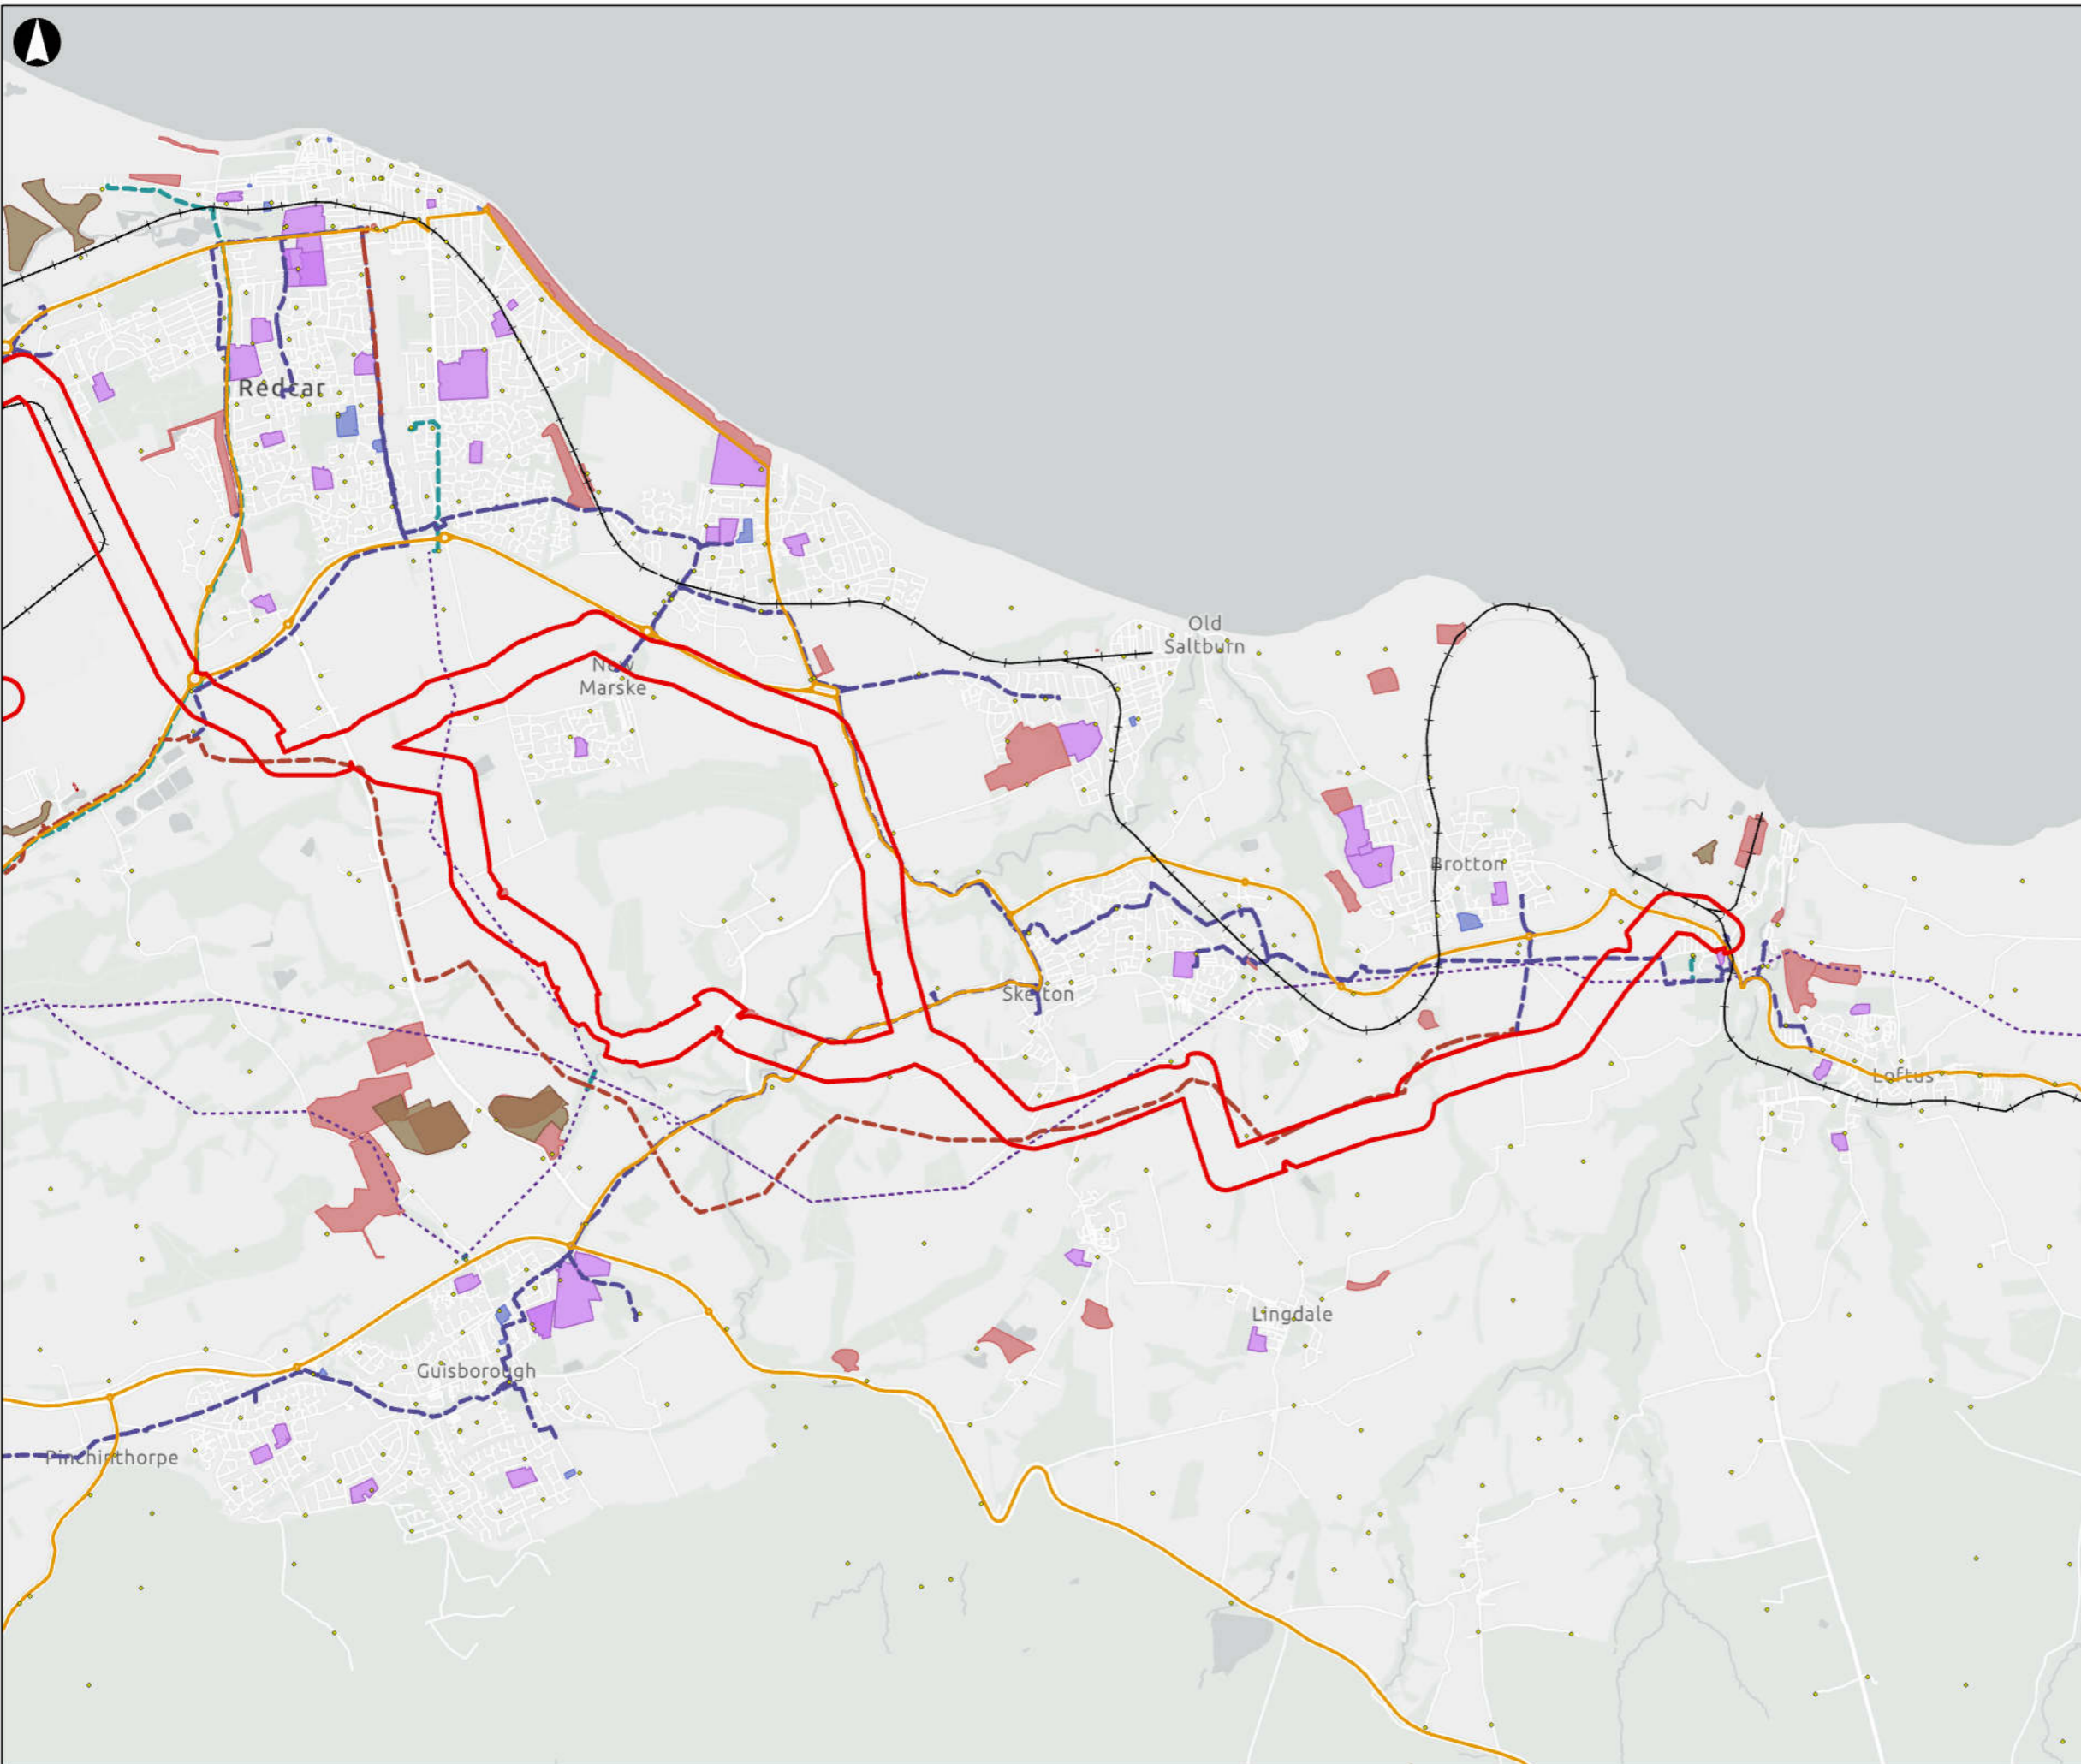 Redcar
Old
Saltburn
New
Marske
Brotton
Skelton
Loftus
Lingdale
Guisborough
Pinchinthorpe